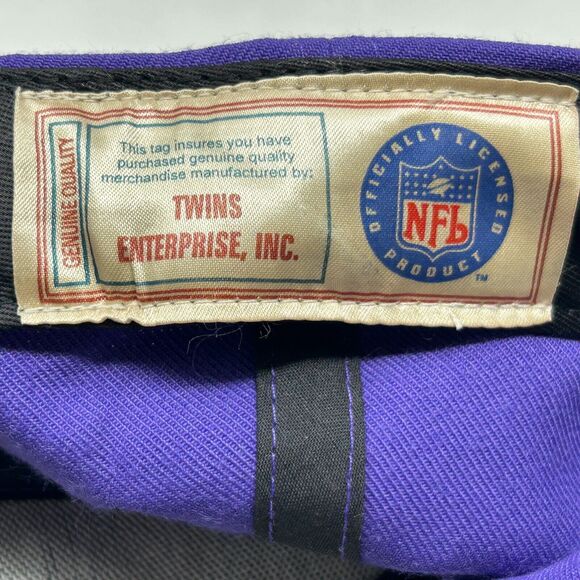 GENUINE QUALITY
This tag insures you have
purchased genuine quality
merchandise manufactured by:
TWINS
ENTERPRISE, INC.
OFFICIALLY LICENSED
NFL
PRODUCT
TM